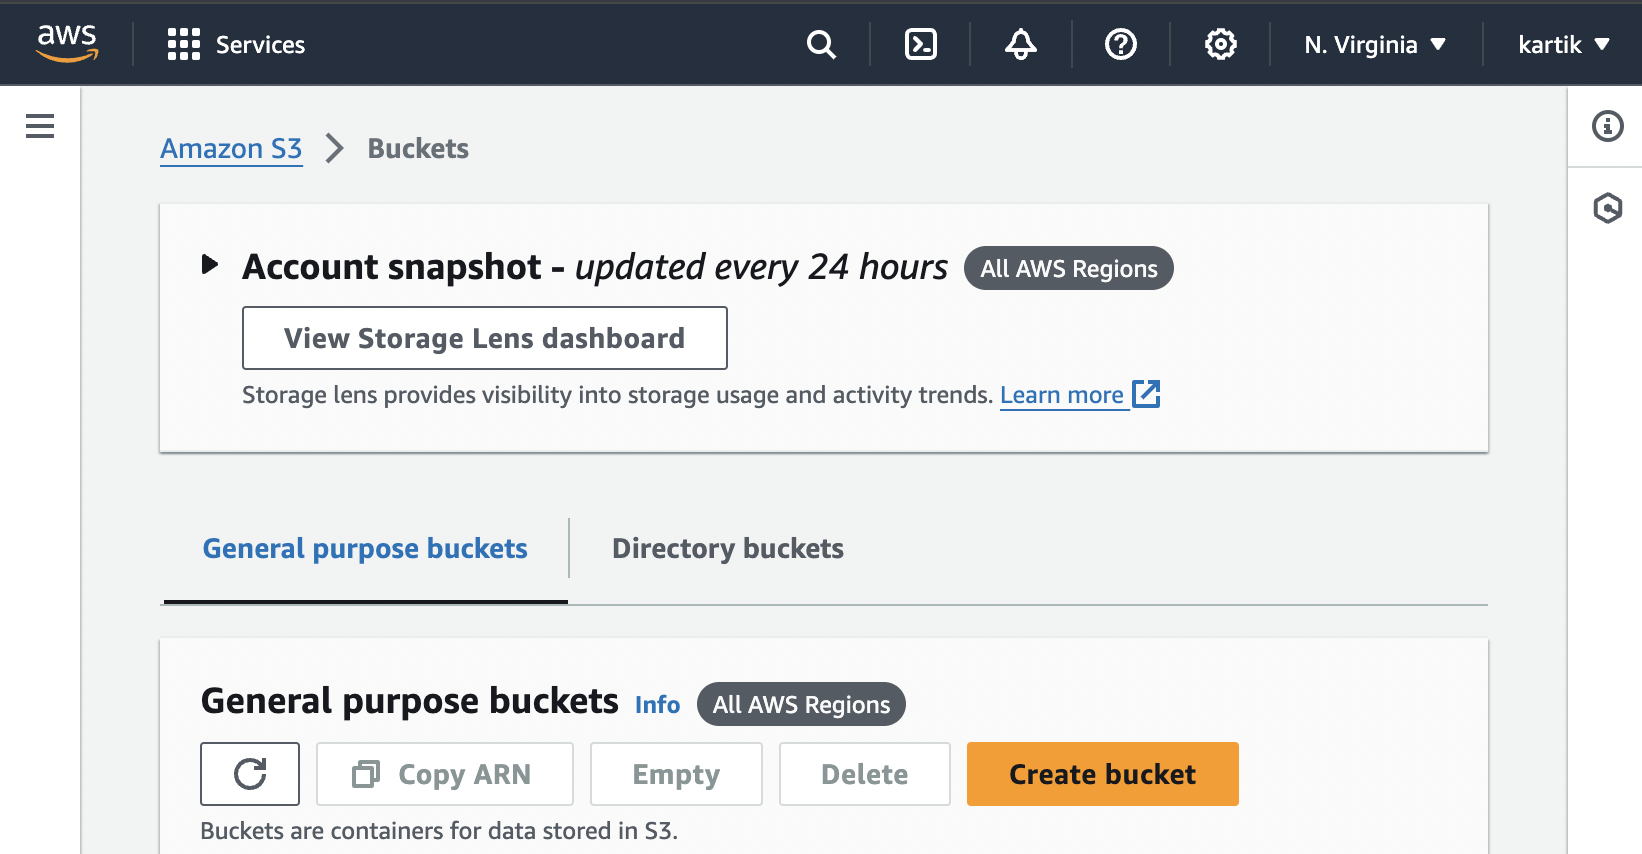 aws Services N. Virginia kartik
Amazon S3 Buckets
Account snapshot - updated every 24 hours All AWS Regions
View Storage Lens dashboard
Storage lens provides visibility into storage usage and activity trends. Learn more
General purpose buckets Directory buckets
General purpose buckets Info All AWS Regions
Copy ARN Empty Delete Create bucket
Buckets are containers for data stored in S3.